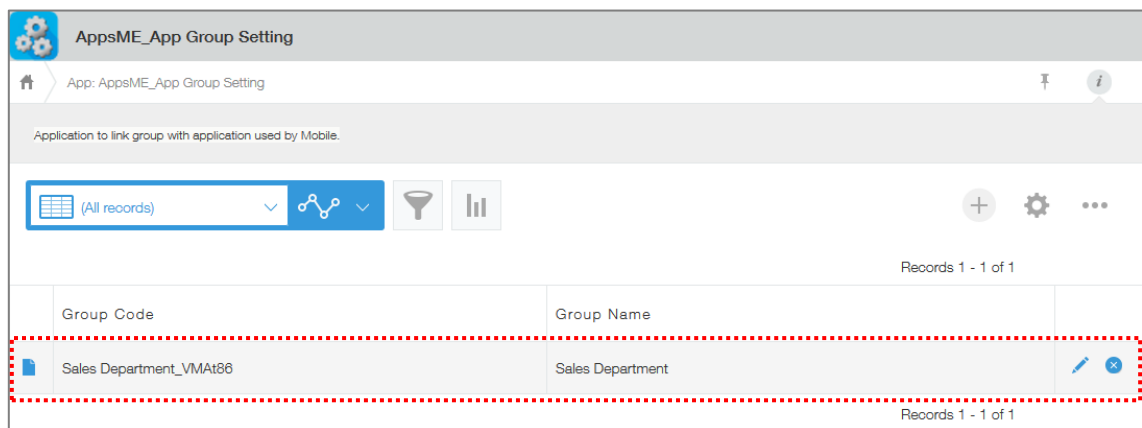 AppsME_App Group Setting
App: AppsME_App Group Setting
i
Application to link group with application used by Mobile.
(All records)
Records 1 - 1 of 1
Group Code Group Name
Sales Department_VMAt86 Sales Department
Records 1 - 1 of 1